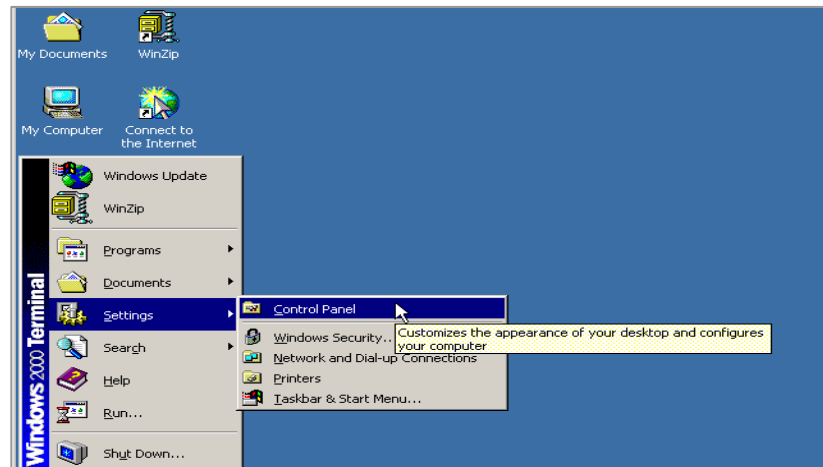 My Documents
WinZip
My Computer
Connect to
the Internet
Windows 2000 Terminal
Windows Update
WinZip
Programs
Documents
Settings
Search
Help
Run...
Shut Down...
Control Panel
Windows Security...
Network and Dial-up Connections
Printers
Taskbar & Start Menu...
Customizes the appearance of your desktop and configures
your computer